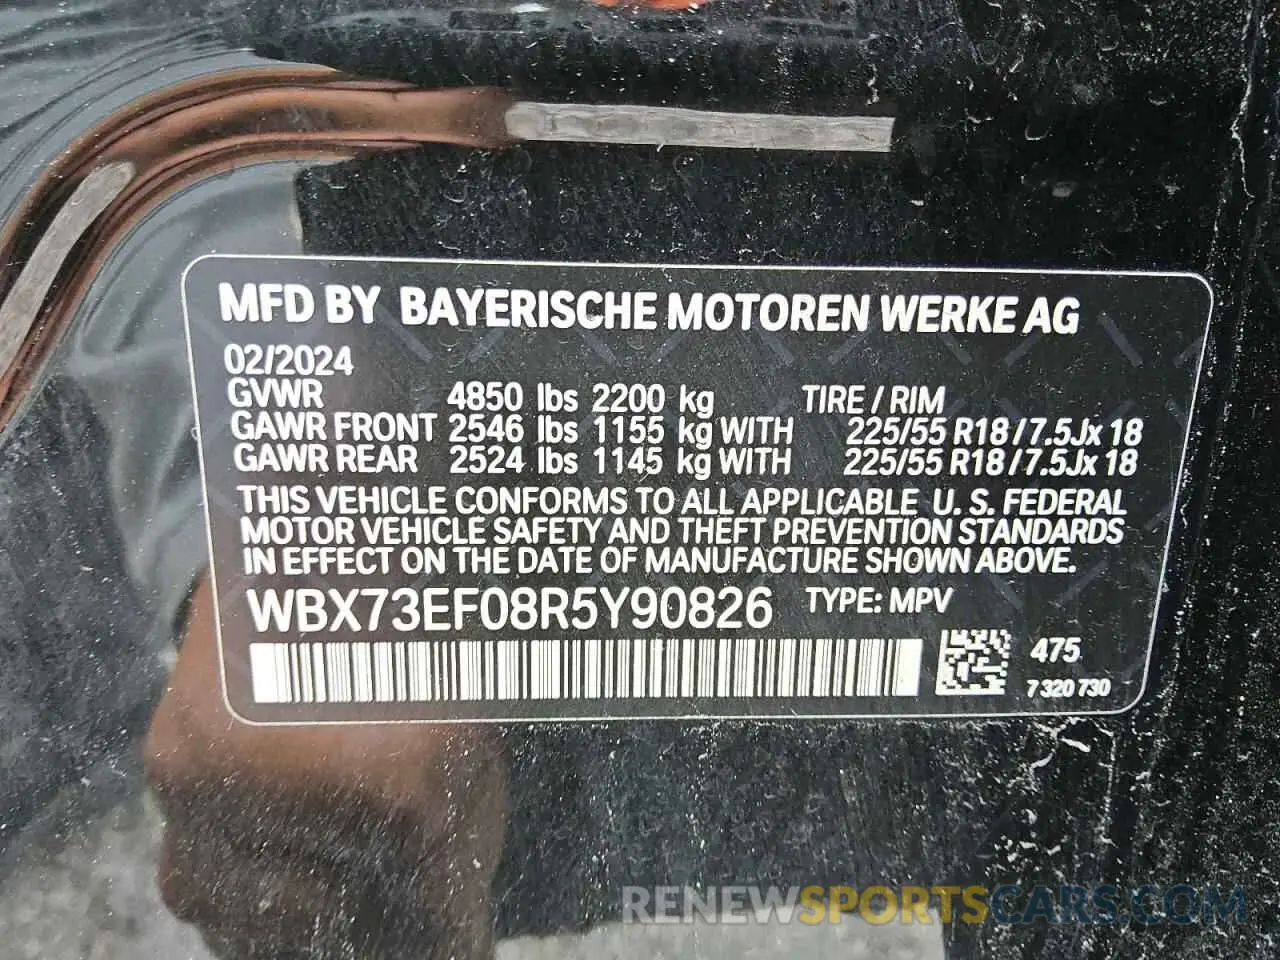 MFD BY BAYERISCHE MOTOREN WERKE AG
02/2024
GVWR 4850 lbs 2200 kg TIRE / RIM
GAWR FRONT 2546 lbs 1155 kg WITH 225/55 R18 / 7.5Jx 18
GAWR REAR 2524 lbs 1145 kg WITH 225/55 R18 / 7.5Jx 18
THIS VEHICLE CONFORMS TO ALL APPLICABLE U. S. FEDERAL
MOTOR VEHICLE SAFETY AND THEFT PREVENTION STANDARDS
IN EFFECT ON THE DATE OF MANUFACTURE SHOWN ABOVE.
WBX73EF08R5Y90826 TYPE: MPV
475
7 320 730
RENEWSPORTSCARS.COM